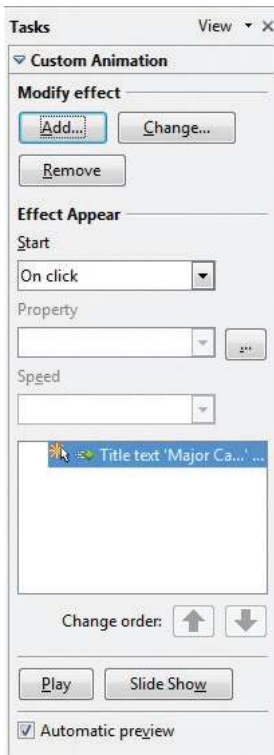 Tasks View
Custom Animation
Modify effect
Add... Change...
Remove
Effect Appear
Start
On click
Property
...
Speed
Title text 'Major Ca...' ...
Change order:
Play Slide Show
Automatic preview